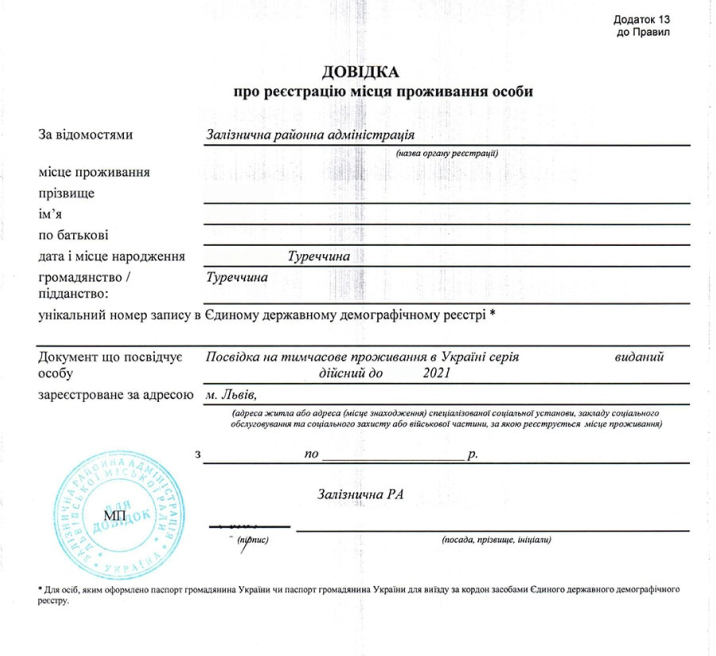 Додаток 13
до Правил
ДОВІДКА
про реєстрацію місця проживання особи
За відомостями Залізнична районна адміністрація
(назва органу реєстрації)
місце проживання
прізвище
ім’я
по батькові
дата і місце народження Туреччина
громадянство / Туреччина
підданство:
унікальний номер запису в Єдиному державному демографічному реєстрі *
Документ що посвідчує Посвідка на тимчасове проживання в Україні серія виданий
особу дійсний до 2021
зареєстроване за адресою м. Львів,
(адреса житла або адреса (місце знаходження) спеціалізованої соціальної установи, закладу соціального
обслуговування та соціального захисту або військової частини, за якою реєструється місце проживання)
з по ____________________ р.
Залізнична РА
МП
(підпис) (посада, прізвище, ініціали)
ЗАЛІЗНИЧНА РАЙОННА АДМІНІСТРАЦІЯ
ЛЬВІВСЬКОЇ МІСЬКОЇ РАДИ
ДЛЯ
ДОВІДОК
УКРАЇНА
* Для осіб, яким оформлено паспорт громадянина України чи паспорт громадянина України для виїзду за кордон засобами Єдиного державного демографічного
реєстру.